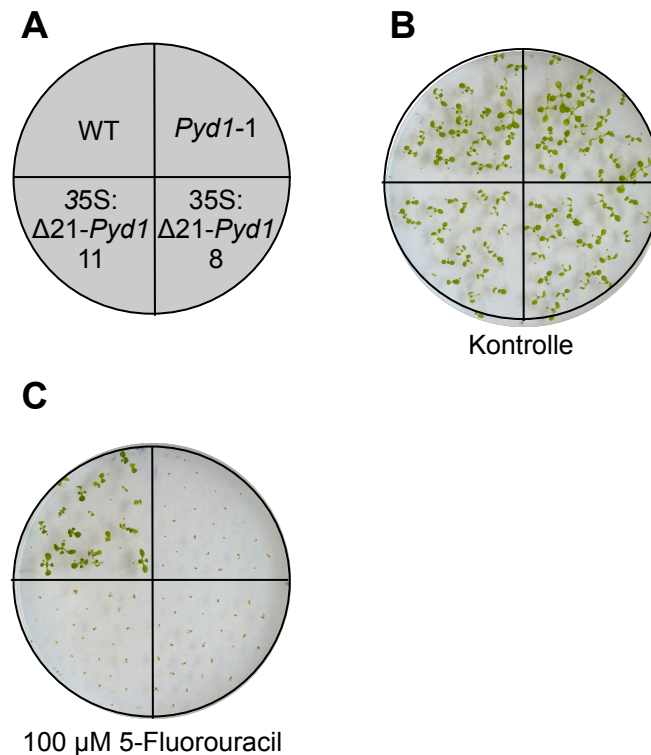 A
WT
Pyd1-1
35S:
Δ21-Pyd1
11
35S:
Δ21-Pyd1
8
B
Kontrolle
C
100 µM 5-Fluorouracil